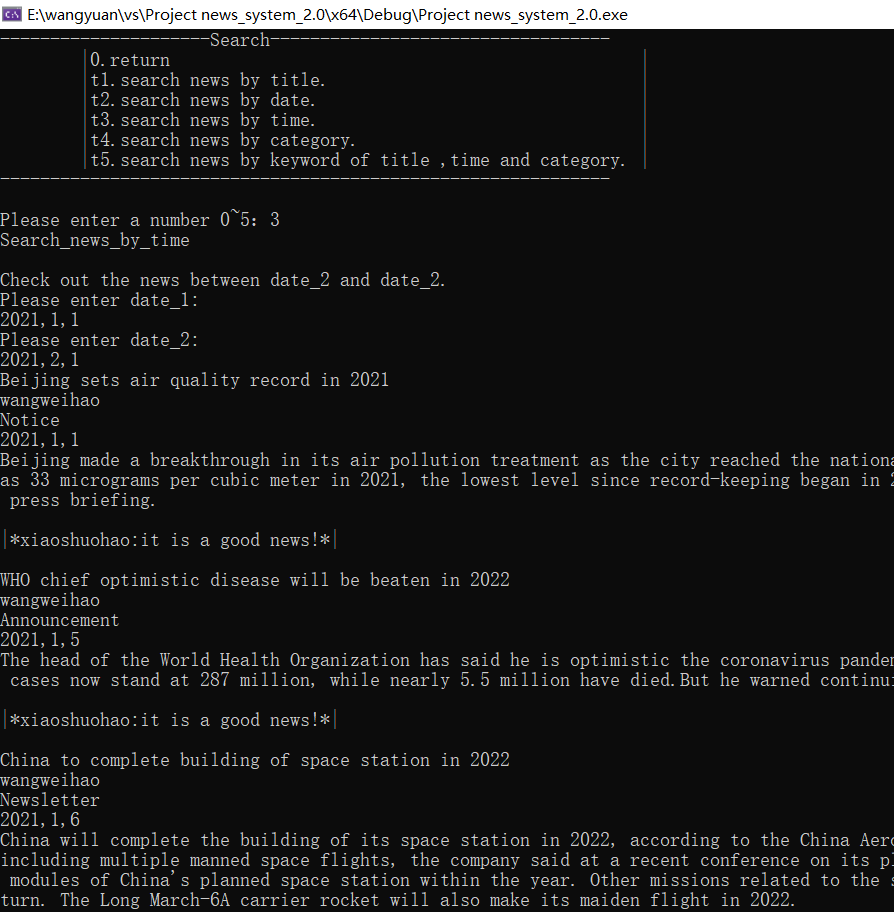 E:\wangyuan\vs\Project news_system_2.0\x64\Debug\Project news_system_2.0.exe
---------------------Search----------------------------------
0.return
t1.search news by title.
t2.search news by date.
t3.search news by time.
t4.search news by category.
t5.search news by keyword of title ,time and category.
-------------------------------------------------------------
Please enter a number 0~5: 3
Search_news_by_time
Check out the news between date_2 and date_2.
Please enter date_1:
2021,1,1
Please enter date_2:
2021,2,1
Beijing sets air quality record in 2021
wangweihao
Notice
2021,1,1
Beijing made a breakthrough in its air pollution treatment as the city reached the nationa
as 33 micrograms per cubic meter in 2021, the lowest level since record-keeping began in 2
press briefing.
|*xiaoshuohao:it is a good news!*|
WHO chief optimistic disease will be beaten in 2022
wangweihao
Announcement
2021,1,5
The head of the World Health Organization has said he is optimistic the coronavirus pandem
cases now stand at 287 million, while nearly 5.5 million have died.But he warned continui
|*xiaoshuohao:it is a good news!*|
China to complete building of space station in 2022
wangweihao
Newsletter
2021,1,6
China will complete the building of its space station in 2022, according to the China Aero
including multiple manned space flights, the company said at a recent conference on its pl
modules of China's planned space station within the year. Other missions related to the s
turn. The Long March-6A carrier rocket will also make its maiden flight in 2022.